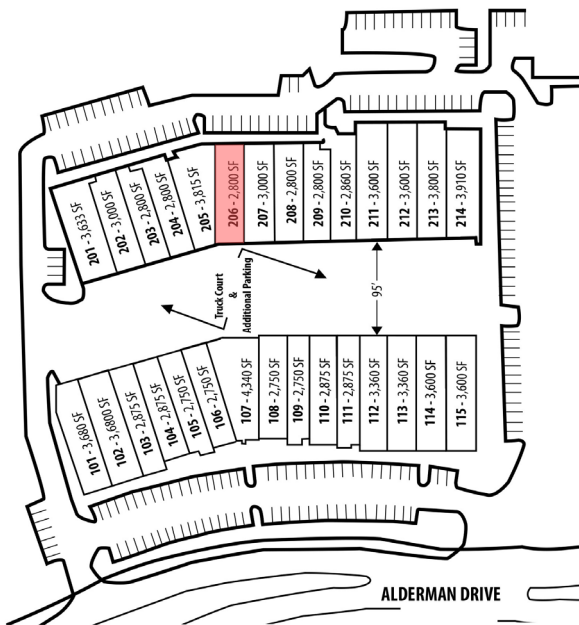 201 - 3,633 SF
202 - 3,000 SF
203 - 2,800 SF
204 - 2,800 SF
205 - 3,815 SF
206 - 2,800 SF
207 - 3,000 SF
208 - 2,800 SF
209 - 2,800 SF
210 - 2,860 SF
211 - 3,600 SF
212 - 3,600 SF
213 - 3,800 SF
214 - 3,910 SF
Truck Court
&
Additional Parking
95'
101 - 3,680 SF
102 - 3,6800 SF
103 - 2,875 SF
104 - 2,875 SF
105 - 2,750 SF
106 - 2,750 SF
107 - 4,340 SF
108 - 2,750 SF
109 - 2,750 SF
110 - 2,875 SF
111 - 2,875 SF
112 - 3,360 SF
113 - 3,360 SF
114 - 3,600 SF
115 - 3,600 SF
ALDERMAN DRIVE